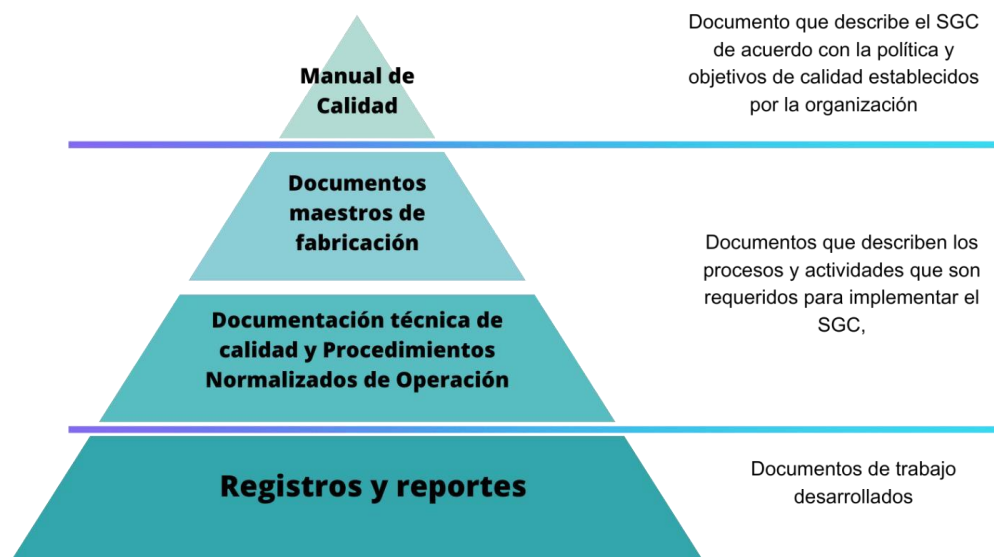 Manual de
Calidad
Documento que describe el SGC
de acuerdo con la política y
objetivos de calidad establecidos
por la organización
Documentos
maestros de
fabricación
Documentación técnica de
calidad y Procedimientos
Normalizados de Operación
Documentos que describen los
procesos y actividades que son
requeridos para implementar el
SGC,
Registros y reportes
Documentos de trabajo
desarrollados